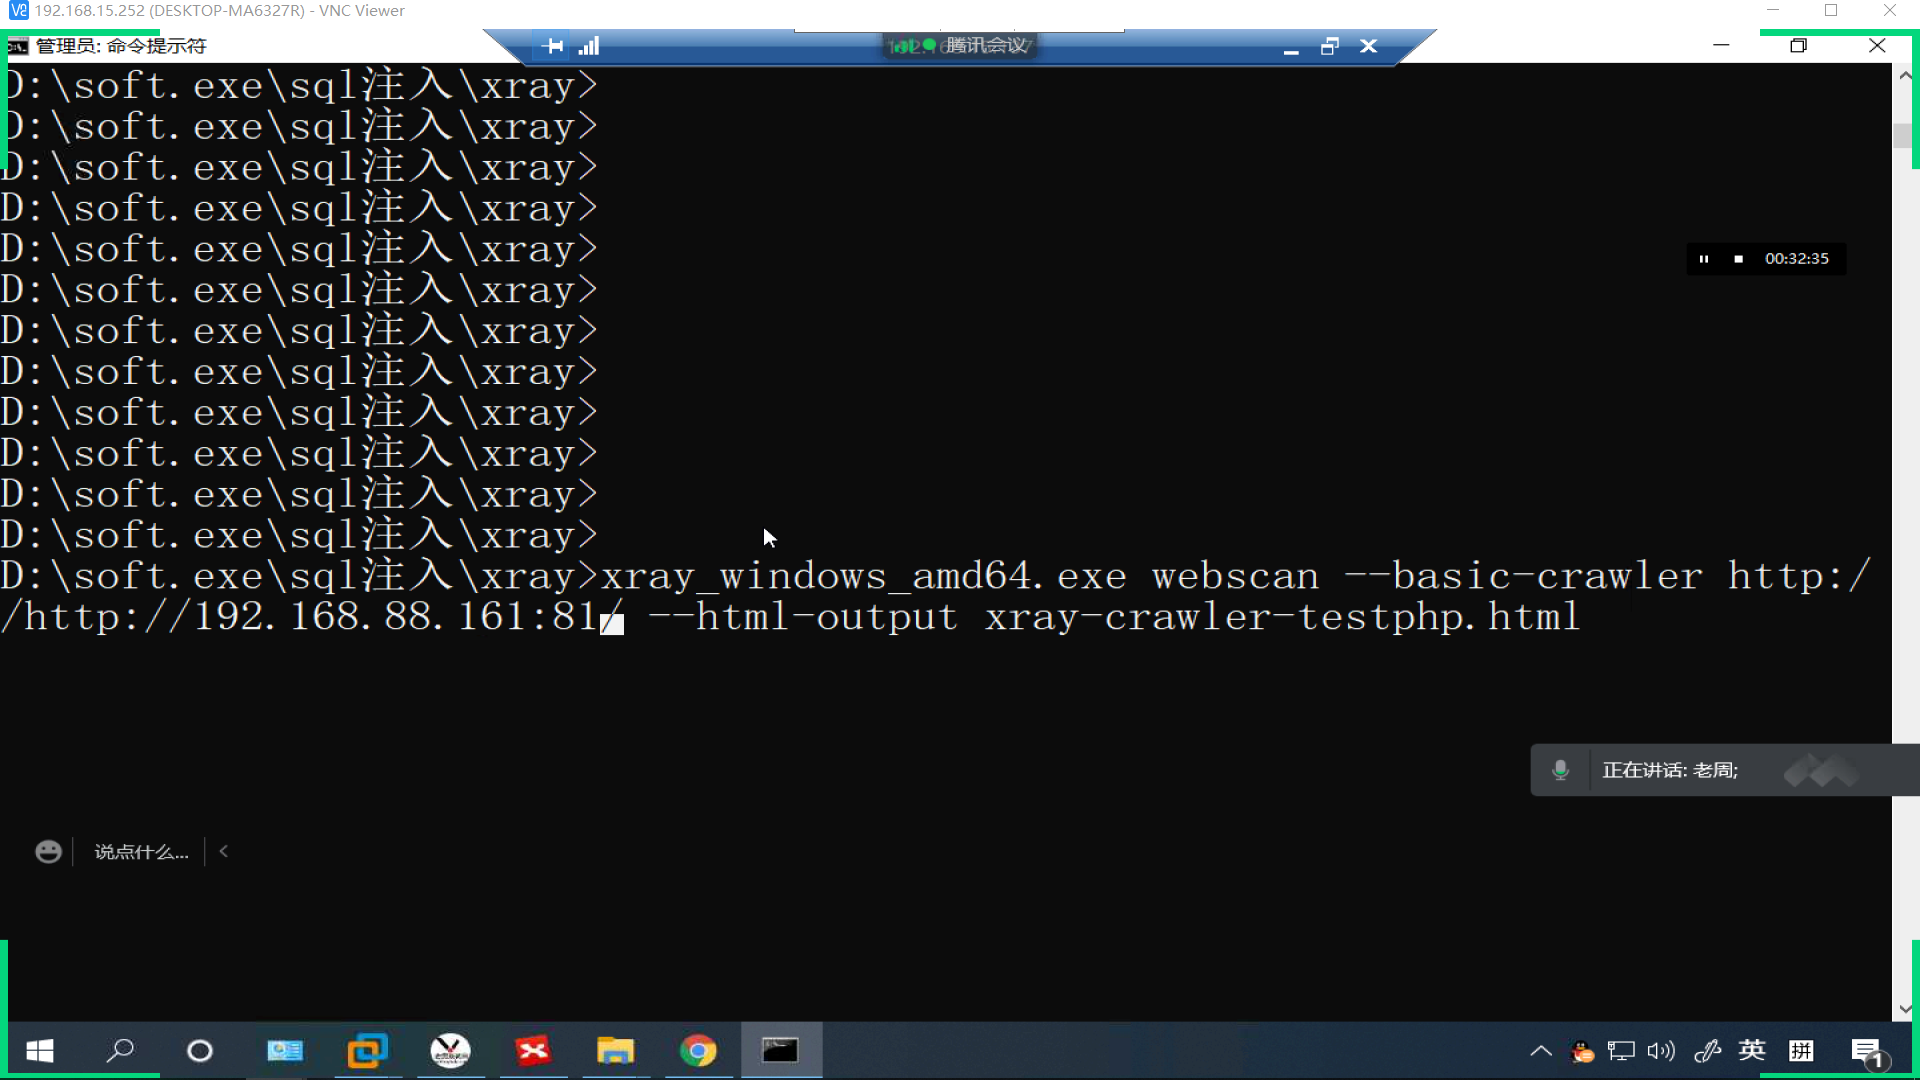 192.168.15.252 (DESKTOP-MA6327R) - VNC Viewer
管理员: 命令提示符
腾讯会议
D:\soft.exe\sql注入\xray>
D:\soft.exe\sql注入\xray>
D:\soft.exe\sql注入\xray>
D:\soft.exe\sql注入\xray>
D:\soft.exe\sql注入\xray>
00:32:35
D:\soft.exe\sql注入\xray>
D:\soft.exe\sql注入\xray>
D:\soft.exe\sql注入\xray>
D:\soft.exe\sql注入\xray>
D:\soft.exe\sql注入\xray>
D:\soft.exe\sql注入\xray>
D:\soft.exe\sql注入\xray>
D:\soft.exe\sql注入\xray>xray_windows_amd64.exe webscan --basic-crawler http:/
/http://192.168.88.161:81/ --html-output xray-crawler-testphp.html
正在讲话: 老周;
说点什么...
英
拼
1